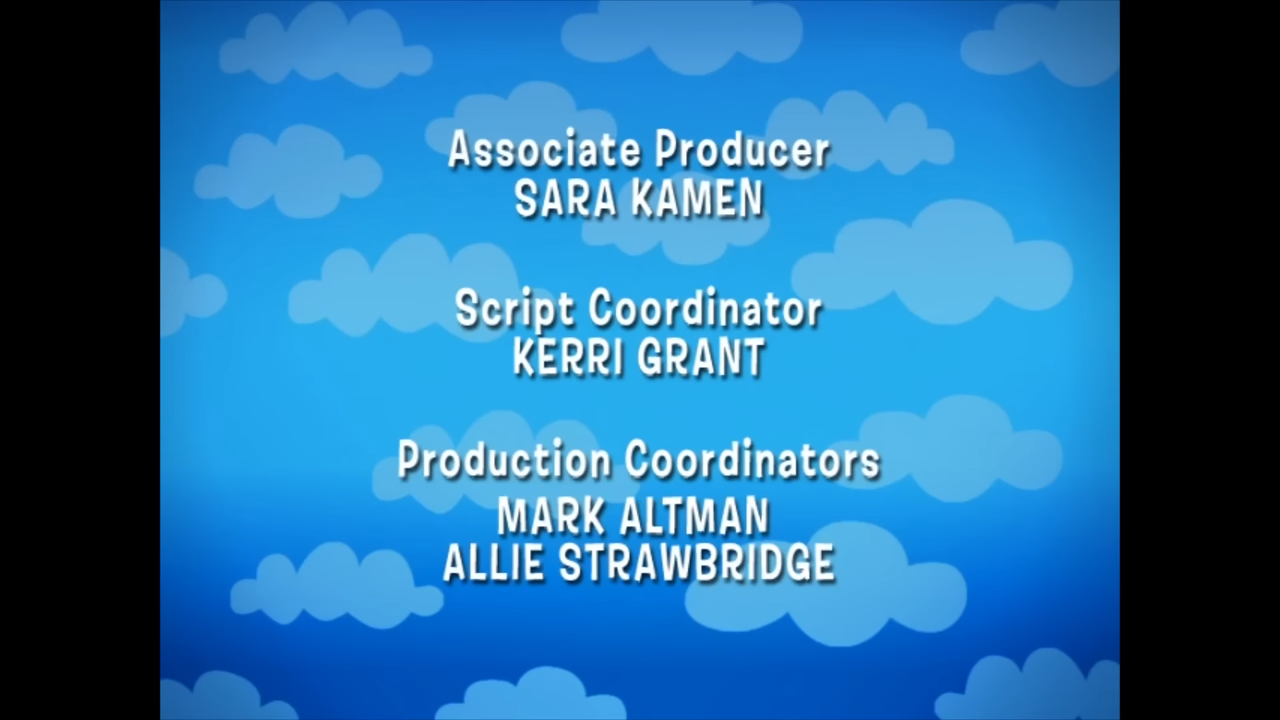 Associate Producer
SARA KAMEN
Script Coordinator
KERRI GRANT
Production Coordinators
MARK ALTMAN
ALLIE STRAWBRIDGE